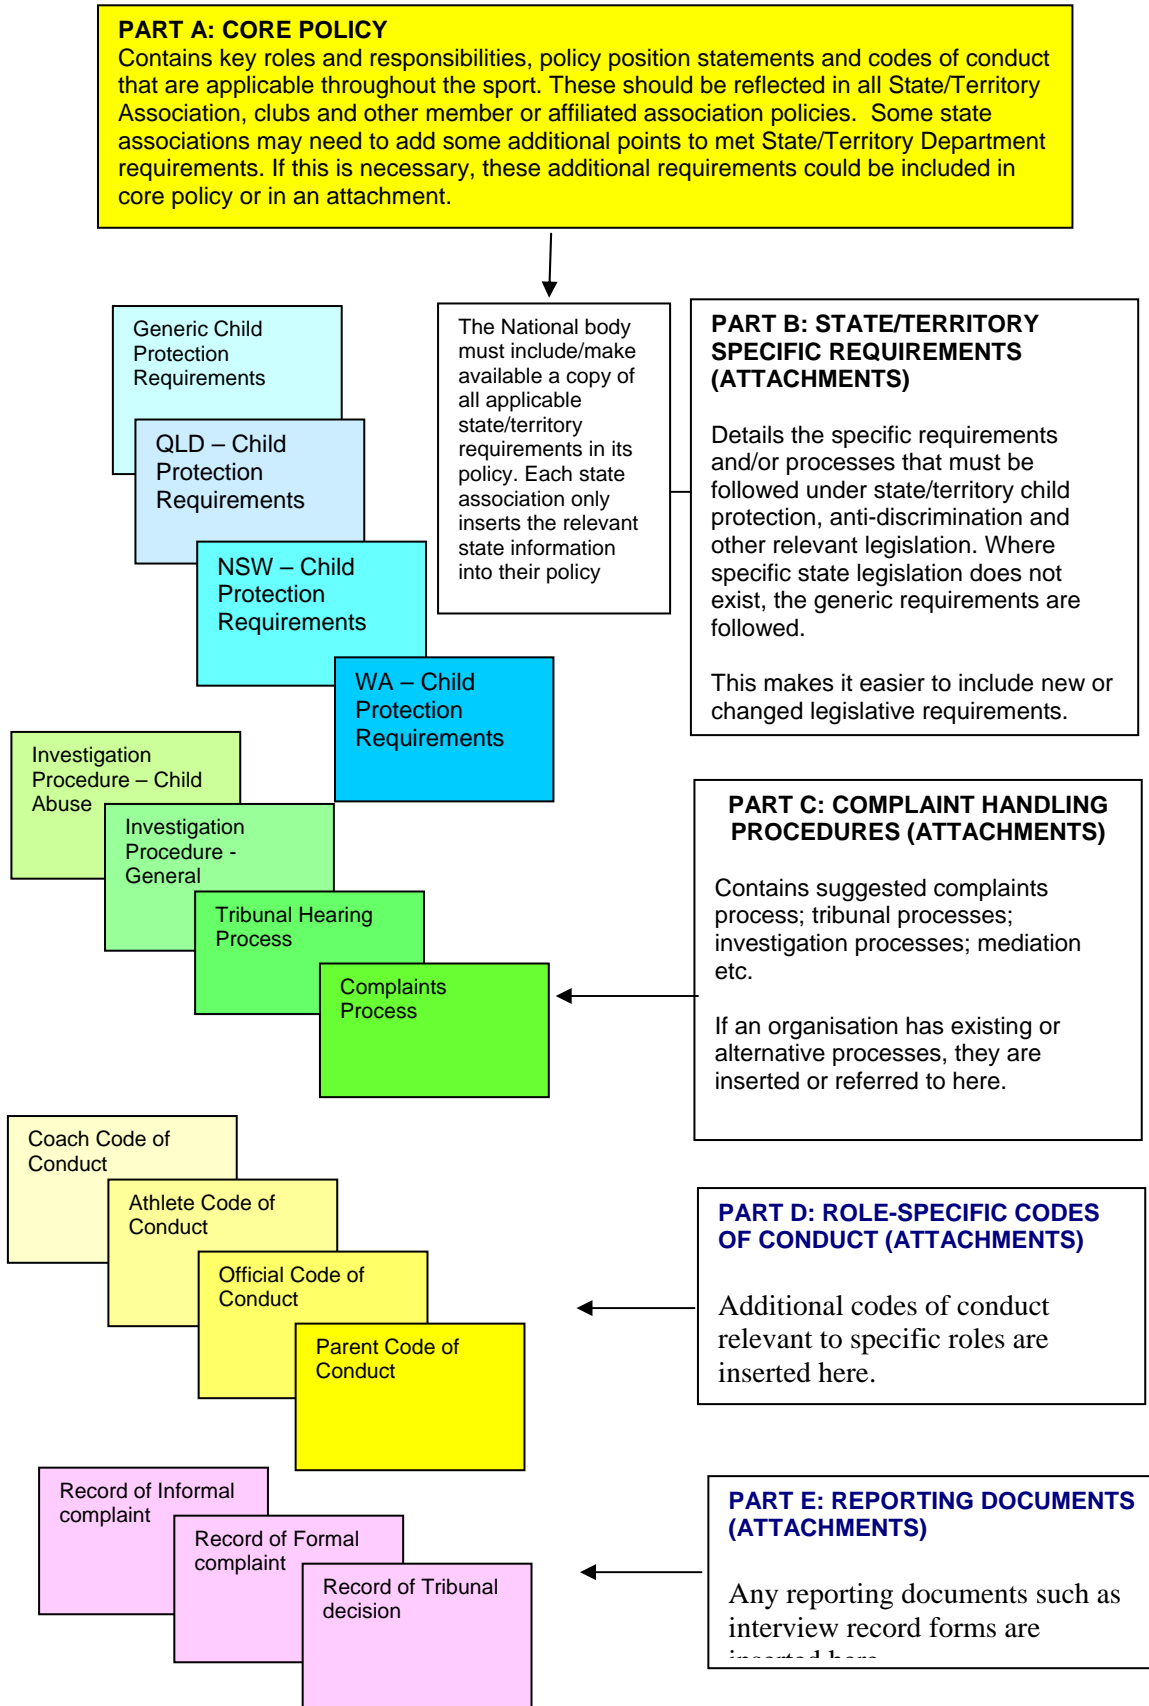 PART A: CORE POLICY
Contains key roles and responsibilities, policy position statements and codes of conduct
that are applicable throughout the sport. These should be reflected in all State/Territory
Association, clubs and other member or affiliated association policies.  Some state
associations may need to add some additional points to met State/Territory Department
requirements. If this is necessary, these additional requirements could be included in
core policy or in an attachment.
Generic Child
Protection
Requirements
QLD – Child
Protection
Requirements
NSW – Child
Protection
Requirements
WA – Child
Protection
Requirements
The National body
must include/make
available a copy of
all applicable
state/territory
requirements in its
policy. Each state
association only
inserts the relevant
state information
into their policy
PART B: STATE/TERRITORY
SPECIFIC REQUIREMENTS
(ATTACHMENTS)
Details the specific requirements
and/or processes that must be
followed under state/territory child
protection, anti-discrimination and
other relevant legislation. Where
specific state legislation does not
exist, the generic requirements are
followed.
This makes it easier to include new or
changed legislative requirements.
Investigation
Procedure – Child
Abuse
Investigation
Procedure -
General
Tribunal Hearing
Process
Complaints
Process
PART C: COMPLAINT HANDLING
PROCEDURES (ATTACHMENTS)
Contains suggested complaints
process; tribunal processes;
investigation processes; mediation
etc.
If an organisation has existing or
alternative processes, they are
inserted or referred to here.
Coach Code of
Conduct
Athlete Code of
Conduct
Official Code of
Conduct
Parent Code of
Conduct
PART D: ROLE-SPECIFIC CODES
OF CONDUCT (ATTACHMENTS)
Additional codes of conduct
relevant to specific roles are
inserted here.
Record of Informal
complaint
Record of Formal
complaint
Record of Tribunal
decision
PART E: REPORTING DOCUMENTS
(ATTACHMENTS)
Any reporting documents such as
interview record forms are